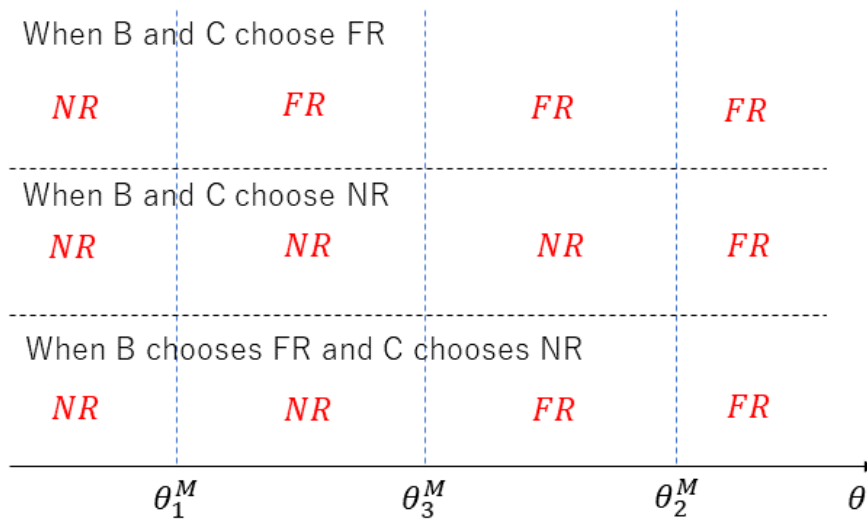 When B and C choose FR
NR FR FR FR
When B and C choose NR
NR NR NR FR
When B chooses FR and C chooses NR
NR NR FR FR
θ₁ᴹ θ₃ᴹ θ₂ᴹ θ